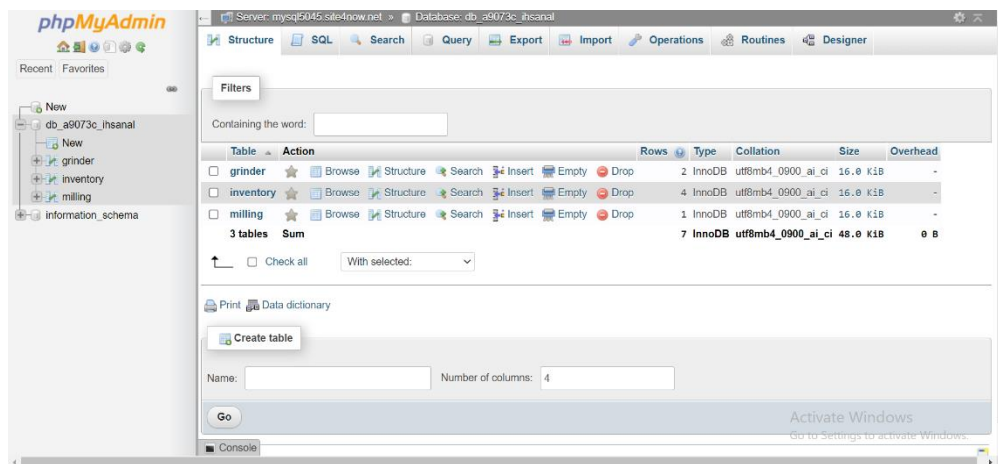 phpMyAdmin
Recent Favorites
New
db_a9073c_ihsanal
New
grinder
inventory
milling
information_schema
Server: mysql5045.site4now.net » Database: db_a9073c_ihsanal
Structure SQL Search Query Export Import Operations Routines Designer
Filters
Containing the word:
Table Action Rows Type Collation Size Overhead
grinder Browse Structure Search Insert Empty Drop 2 InnoDB utf8mb4_0900_ai_ci 16.0 KiB -
inventory Browse Structure Search Insert Empty Drop 4 InnoDB utf8mb4_0900_ai_ci 16.0 KiB -
milling Browse Structure Search Insert Empty Drop 1 InnoDB utf8mb4_0900_ai_ci 16.0 KiB -
3 tables Sum 7 InnoDB utf8mb4_0900_ai_ci 48.0 KiB 0 B
Check all With selected:
Print Data dictionary
Create table
Name: Number of columns: 4
Go
Activate Windows
Go to Settings to activate Windows.
Console